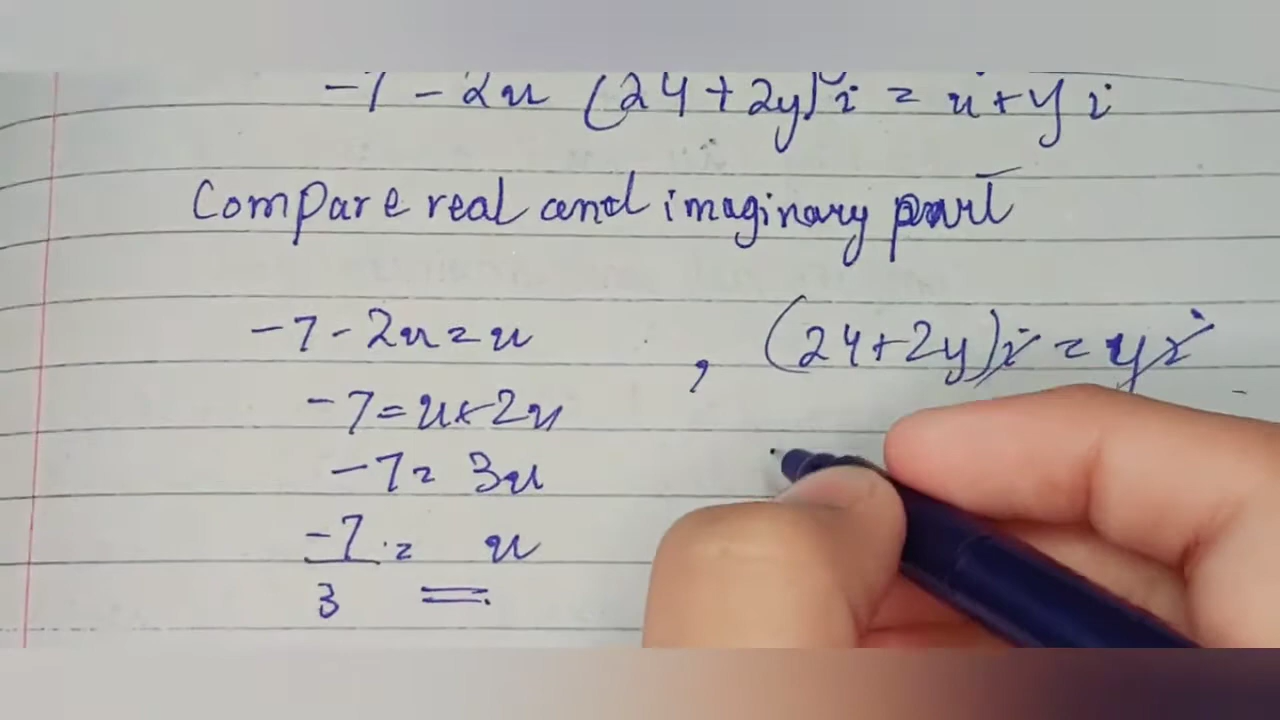 -7 - 2x (24+2y)i = x+yi
Compare real and imaginary part
-7-2x=x , (24+2y)i = yi
-7=x+2x
-7= 3x
-7/3 = x